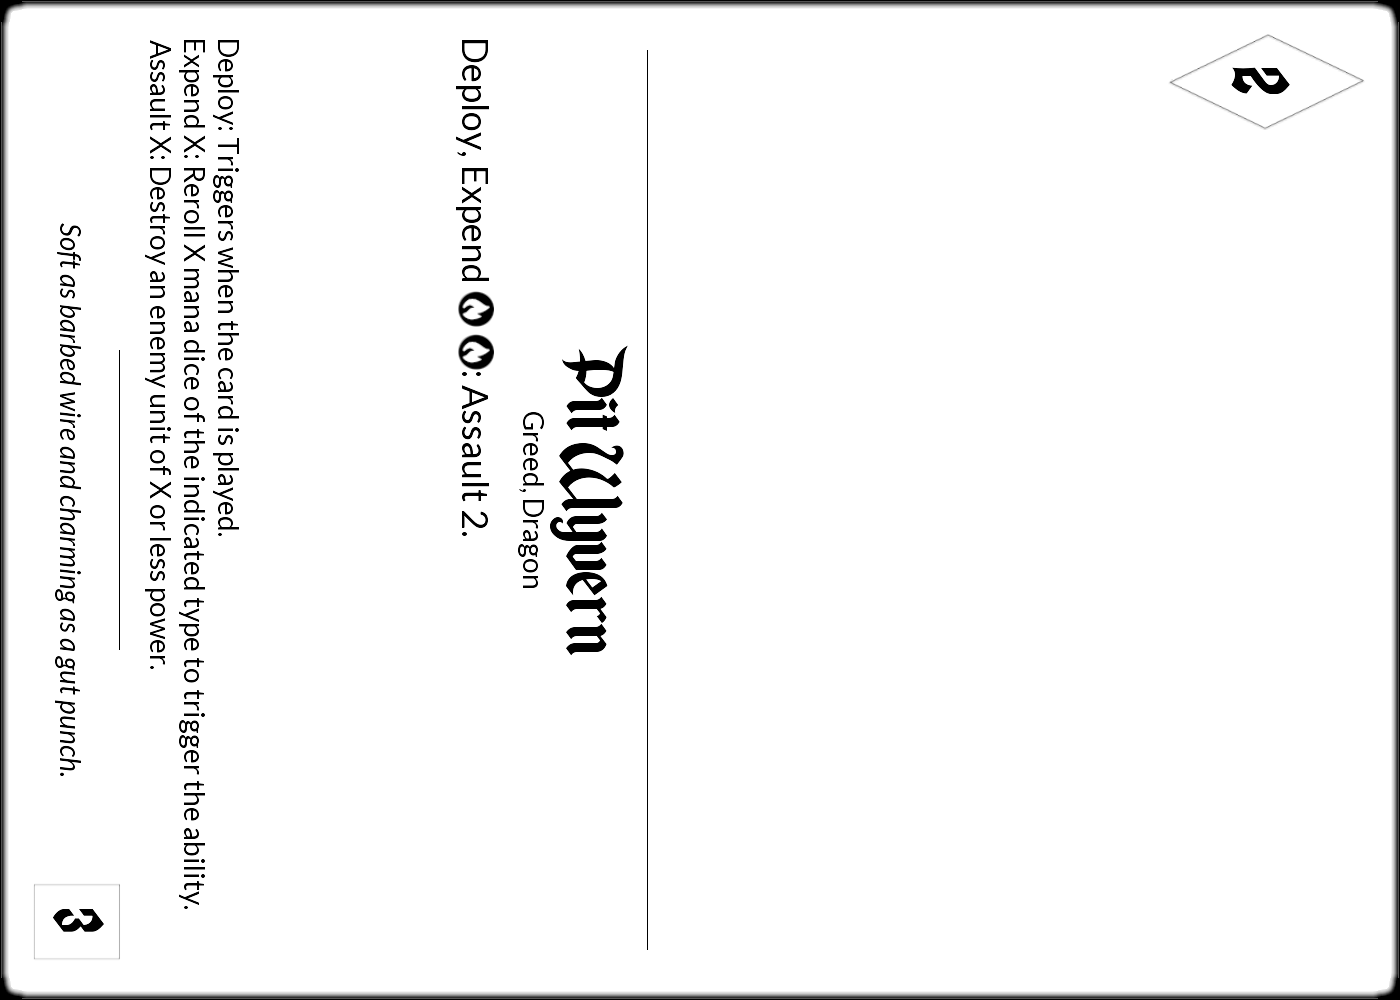 2
Pit Wyvern
Greed, Dragon
Deploy, Expend : Assault 2.
Deploy: Triggers when the card is played.
Expend X: Reroll X mana dice of the indicated type to trigger the ability.
Assault X: Destroy an enemy unit of X or less power.
Soft as barbed wire and charming as a gut punch.
3